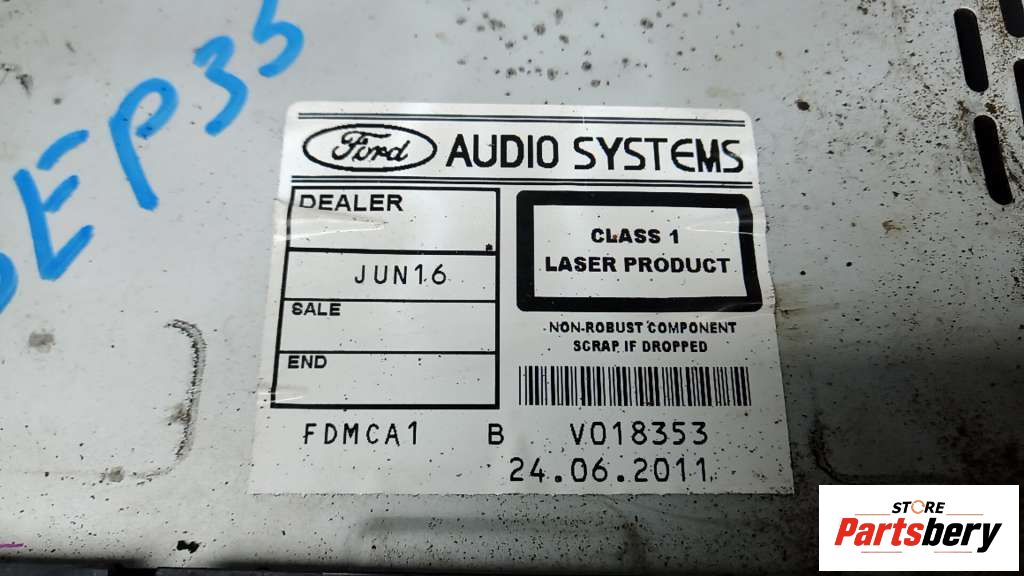 EP35
Ford AUDIO SYSTEMS
DEALER
JUN16
SALE
END
CLASS 1
LASER PRODUCT
NON-ROBUST COMPONENT
SCRAP IF DROPPED
FDMCA1 B V018353
24.06.2011
STORE
Partsbery